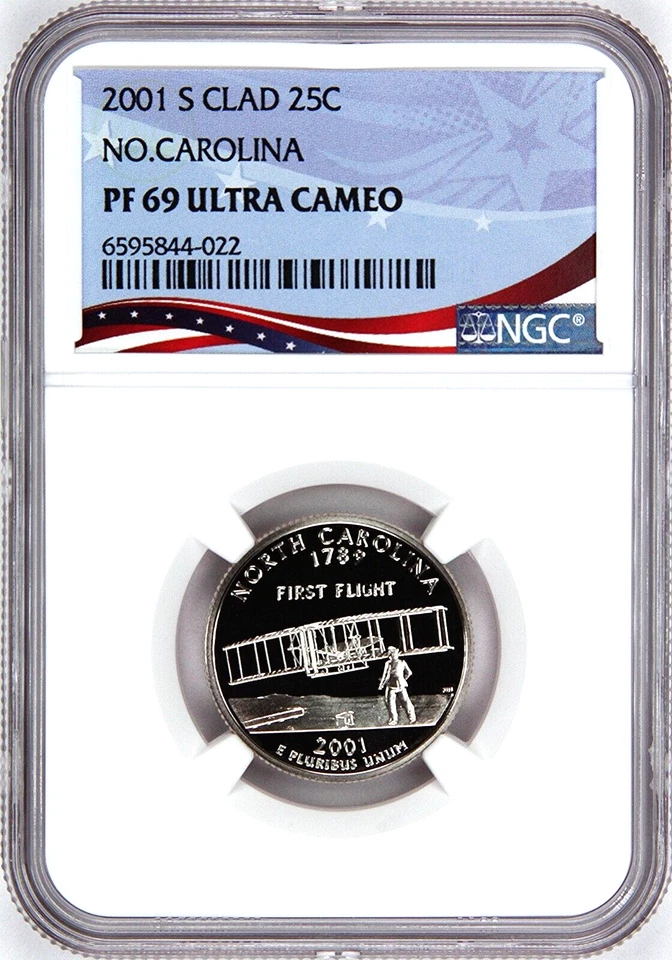 2001 S CLAD 25C
NO.CAROLINA
PF 69 ULTRA CAMEO
6595844-022
NGC®
NORTH CAROLINA
1789
FIRST FLIGHT
2001
E PLURIBUS UNUM